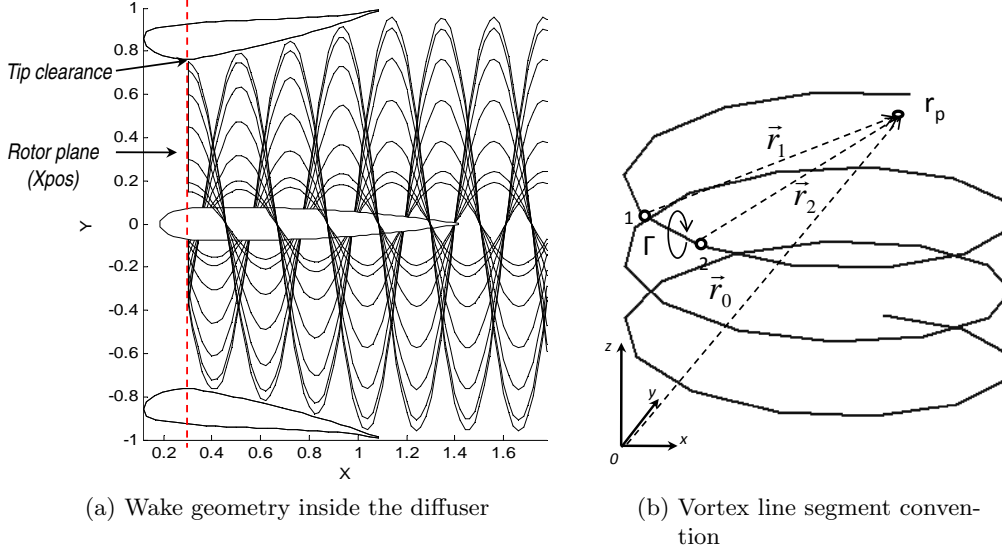 1
0.8
0.6
0.4
0.2
0
-0.2
-0.4
-0.6
-0.8
-1
Y
0.2 0.4 0.6 0.8 1 1.2 1.4 1.6
X
Tip clearance
Rotor plane
(Xpos)
(a) Wake geometry inside the diffuser
r_p
r⃗_1
r⃗_2
1
Γ
2
r⃗_0
z
y
x
0
(b) Vortex line segment conven-
tion